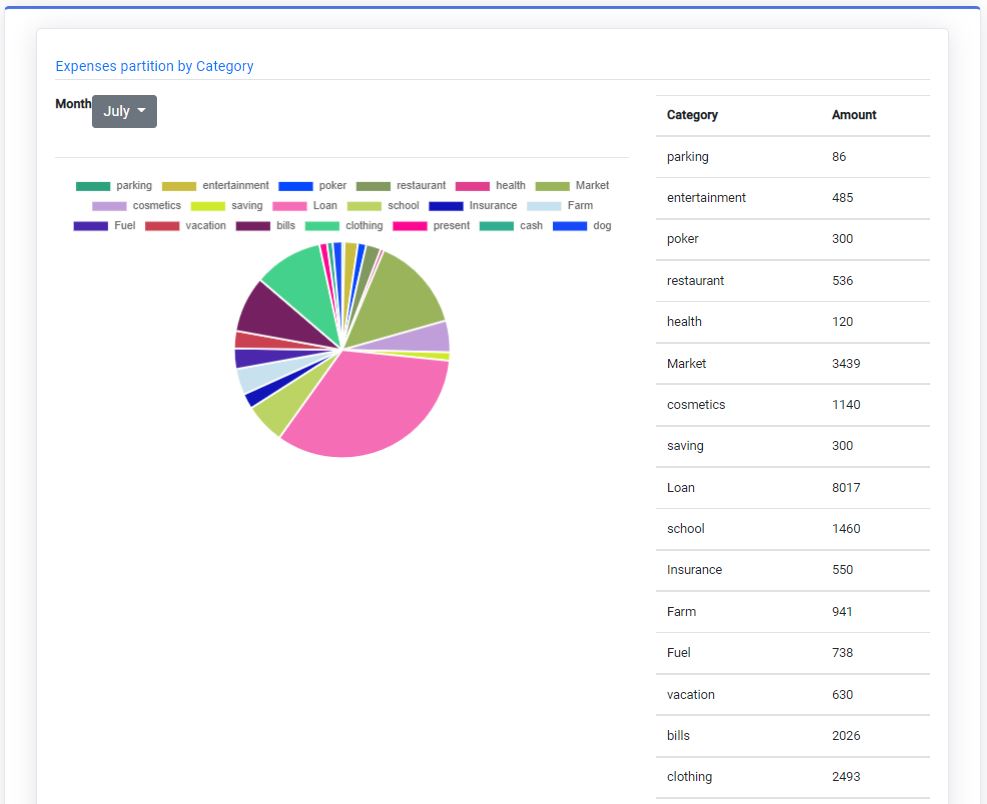 Expenses partition by Category
Month July
parking entertainment poker restaurant health Market
cosmetics saving Loan school Insurance Farm
Fuel vacation bills clothing present cash dog
Category Amount
parking 86
entertainment 485
poker 300
restaurant 536
health 120
Market 3439
cosmetics 1140
saving 300
Loan 8017
school 1460
Insurance 550
Farm 941
Fuel 738
vacation 630
bills 2026
clothing 2493